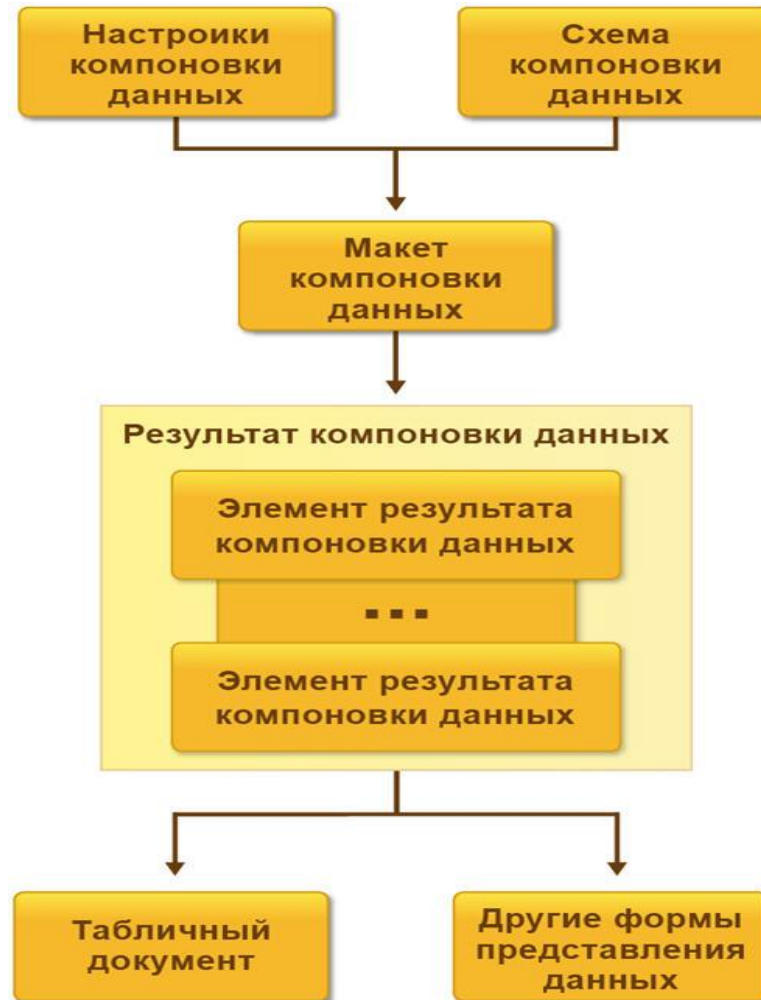 Настроики
компоновки
данных
Схема
компоновки
данных
Макет
компоновки
данных
Результат компоновки данных
Элемент результата
компоновки данных
...
Элемент результата
компоновки данных
Табличный
документ
Другие формы
представления
данных